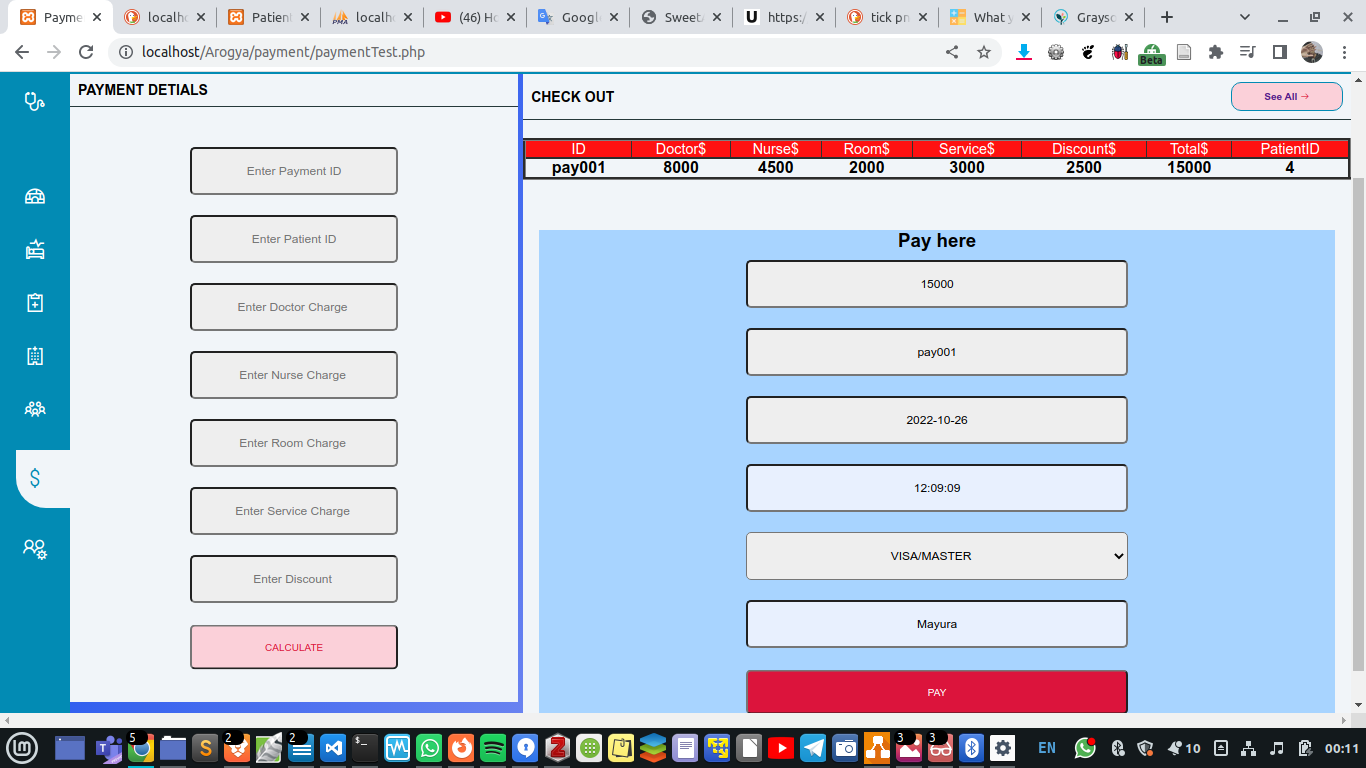 Payme
localh
Patient
localh
(46) Ho
Googl
Sweet
https:/
tick pn
What y
Grayso
localhost/Arogya/payment/paymentTest.php
Beta
PAYMENT DETIALS
Enter Payment ID
Enter Patient ID
Enter Doctor Charge
Enter Nurse Charge
Enter Room Charge
Enter Service Charge
Enter Discount
CALCULATE
CHECK OUT
See All →
ID Doctor$ Nurse$ Room$ Service$ Discount$ Total$ PatientID
pay001 8000 4500 2000 3000 2500 15000 4
Pay here
15000
pay001
2022-10-26
12:09:09
VISA/MASTER
Mayura
PAY
5 2 2 3 3 EN 10 00:11